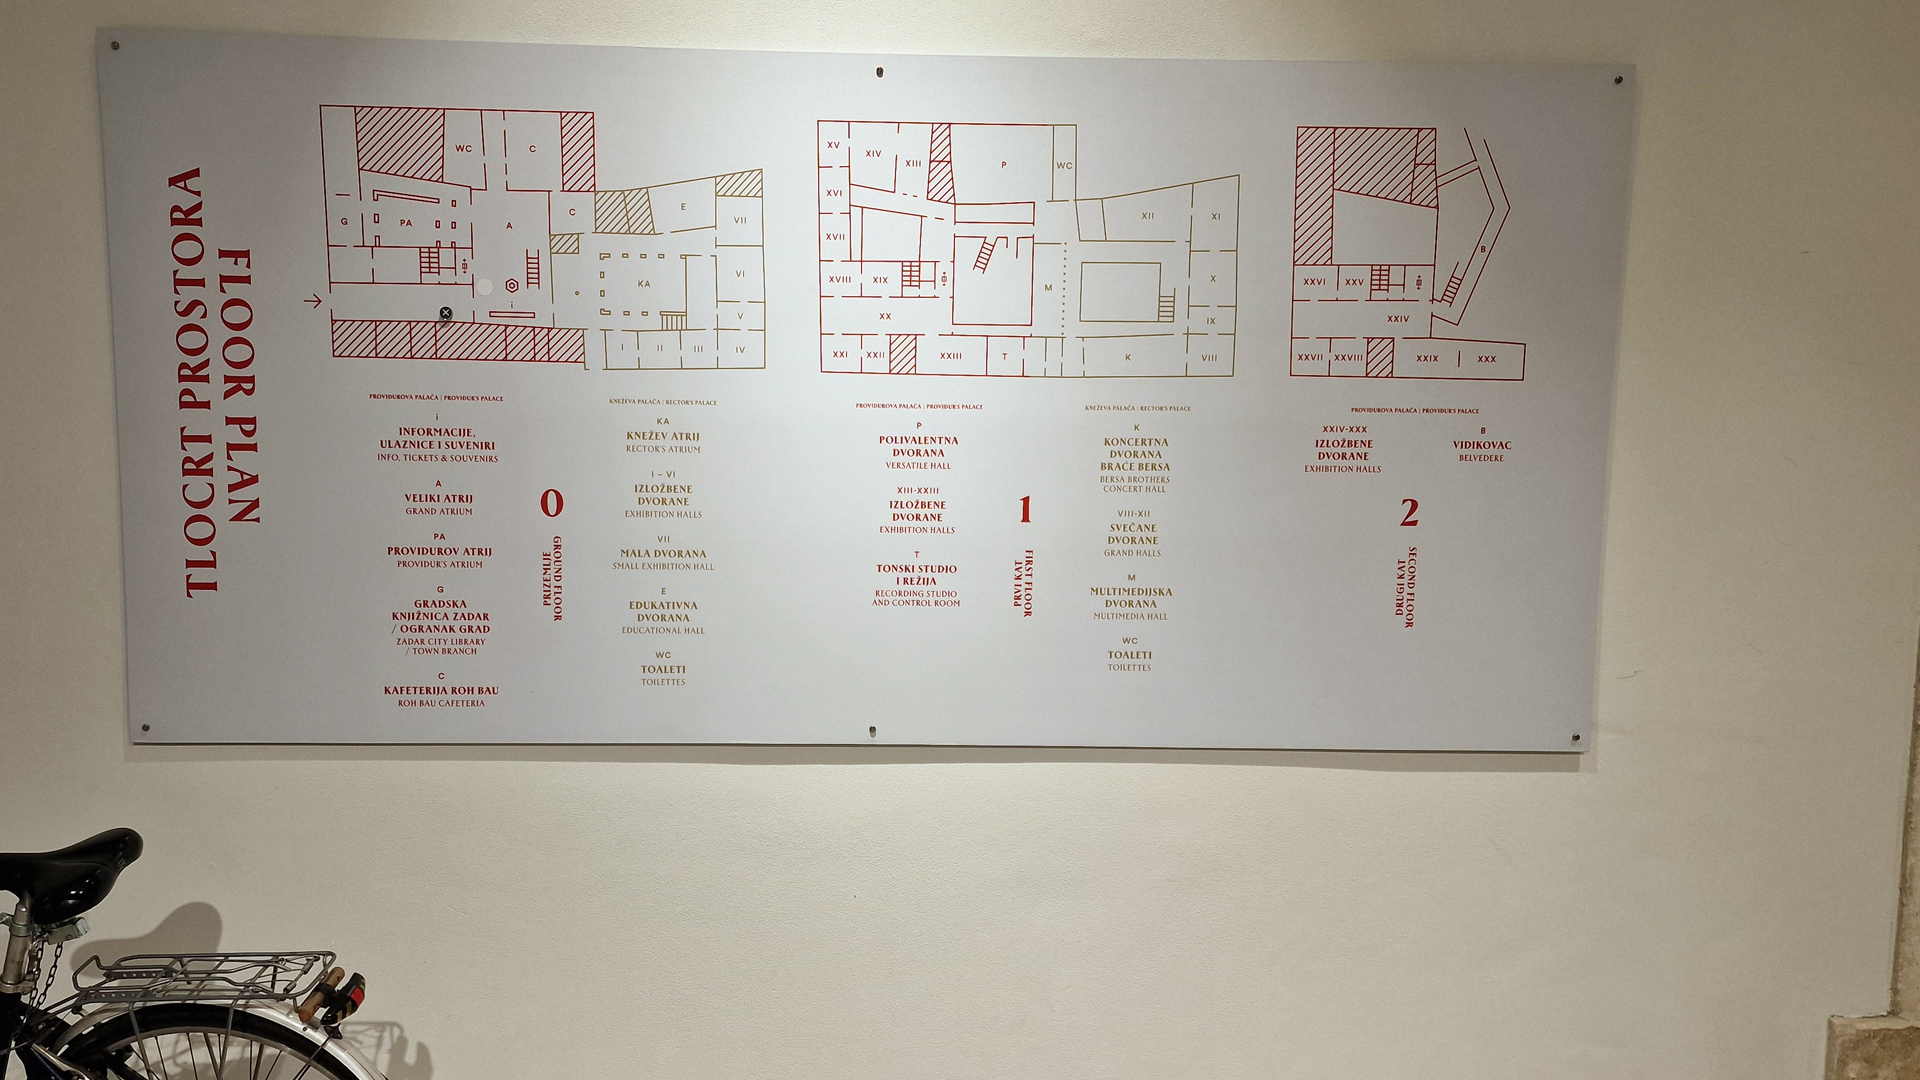 TLOCRT PROSTORA
FLOOR PLAN
WC
C
G
PA
A
i
C
E
VII
KA
VI
V
I
II
III
IV
PROVIDUROVA PALAČA | PROVIDUR'S PALACE
i
INFORMACIJE,
ULAZNICE I SUVENIRI
INFO, TICKETS & SOUVENIRS
A
VELIKI ATRIJ
GRAND ATRIUM
PA
PROVIDUROV ATRIJ
PROVIDUR'S ATRIUM
G
GRADSKA
KNJIŽNICA ZADAR
/ OGRANAK GRAD
ZADAR CITY LIBRARY
/ TOWN BRANCH
C
KAFETERIJA ROH BAU
ROH BAU CAFETERIA
0
PRIZEMLJE
GROUND FLOOR
KNEŽEVA PALAČA | RECTOR'S PALACE
KA
KNEŽEV ATRIJ
RECTOR'S ATRIUM
I – VI
IZLOŽBENE
DVORANE
EXHIBITION HALLS
VII
MALA DVORANA
SMALL EXHIBITION HALL
E
EDUKATIVNA
DVORANA
EDUCATIONAL HALL
WC
TOALETI
TOILETTES
XV
XIV
XIII
P
WC
XVI
XVII
XII
XI
XVIII
XIX
M
X
XX
IX
XXI
XXII
XXIII
T
K
VIII
PROVIDUROVA PALAČA | PROVIDUR'S PALACE
P
POLIVALENTNA
DVORANA
VERSATILE HALL
XIII-XXIII
IZLOŽBENE
DVORANE
EXHIBITION HALLS
T
TONSKI STUDIO
I REŽIJA
RECORDING STUDIO
AND CONTROL ROOM
1
PRVI KAT
FIRST FLOOR
KNEŽEVA PALAČA | RECTOR'S PALACE
K
KONCERTNA
DVORANA
BRAĆE BERSA
BERSA BROTHERS
CONCERT HALL
VIII-XII
SVEČANE
DVORANE
GRAND HALLS
M
MULTIMEDIJSKA
DVORANA
MULTIMEDIA HALL
WC
TOALETI
TOILETTES
B
XXVI
XXV
XXIV
XXVII
XXVIII
XXIX
XXX
PROVIDUROVA PALAČA | PROVIDUR'S PALACE
XXIV-XXX
IZLOŽBENE
DVORANE
EXHIBITION HALLS
B
VIDIKOVAC
BELVEDERE
2
DRUGI KAT
SECOND FLOOR